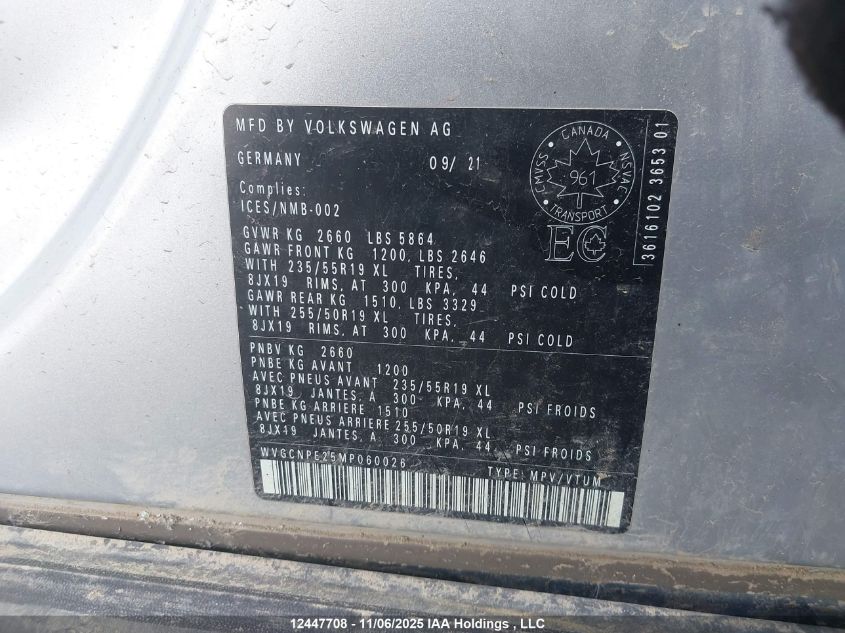 MFD BY VOLKSWAGEN AG
GERMANY 09/ 21
Complies:
ICES/NMB-002
CANADA
CMVSS 961 NSVAC
TRANSPORT
EC
3616102 365301
GVWR KG 2660 LBS 5864
GAWR FRONT KG 1200, LBS 2646
WITH 235/55R19 XL TIRES,
8JX19 RIMS, AT 300 KPA, 44 PSI COLD
GAWR REAR KG 1510, LBS 3329
WITH 255/50R19 XL TIRES,
8JX19 RIMS, AT 300 KPA, 44 PSI COLD
PNBV KG 2660
PNBE KG AVANT 1200
AVEC PNEUS AVANT 235/55R19 XL
8JX19 JANTES, A 300 KPA, 44 PSI FROIDS
PNBE KG ARRIERE 1510
AVEC PNEUS ARRIERE 255/50R19 XL
8JX19 JANTES, A 300 KPA, 44 PSI FROIDS
WVGCNPE25MP060026 TYPE: MPV/VTUM
12447708 - 11/06/2025 IAA Holdings , LLC